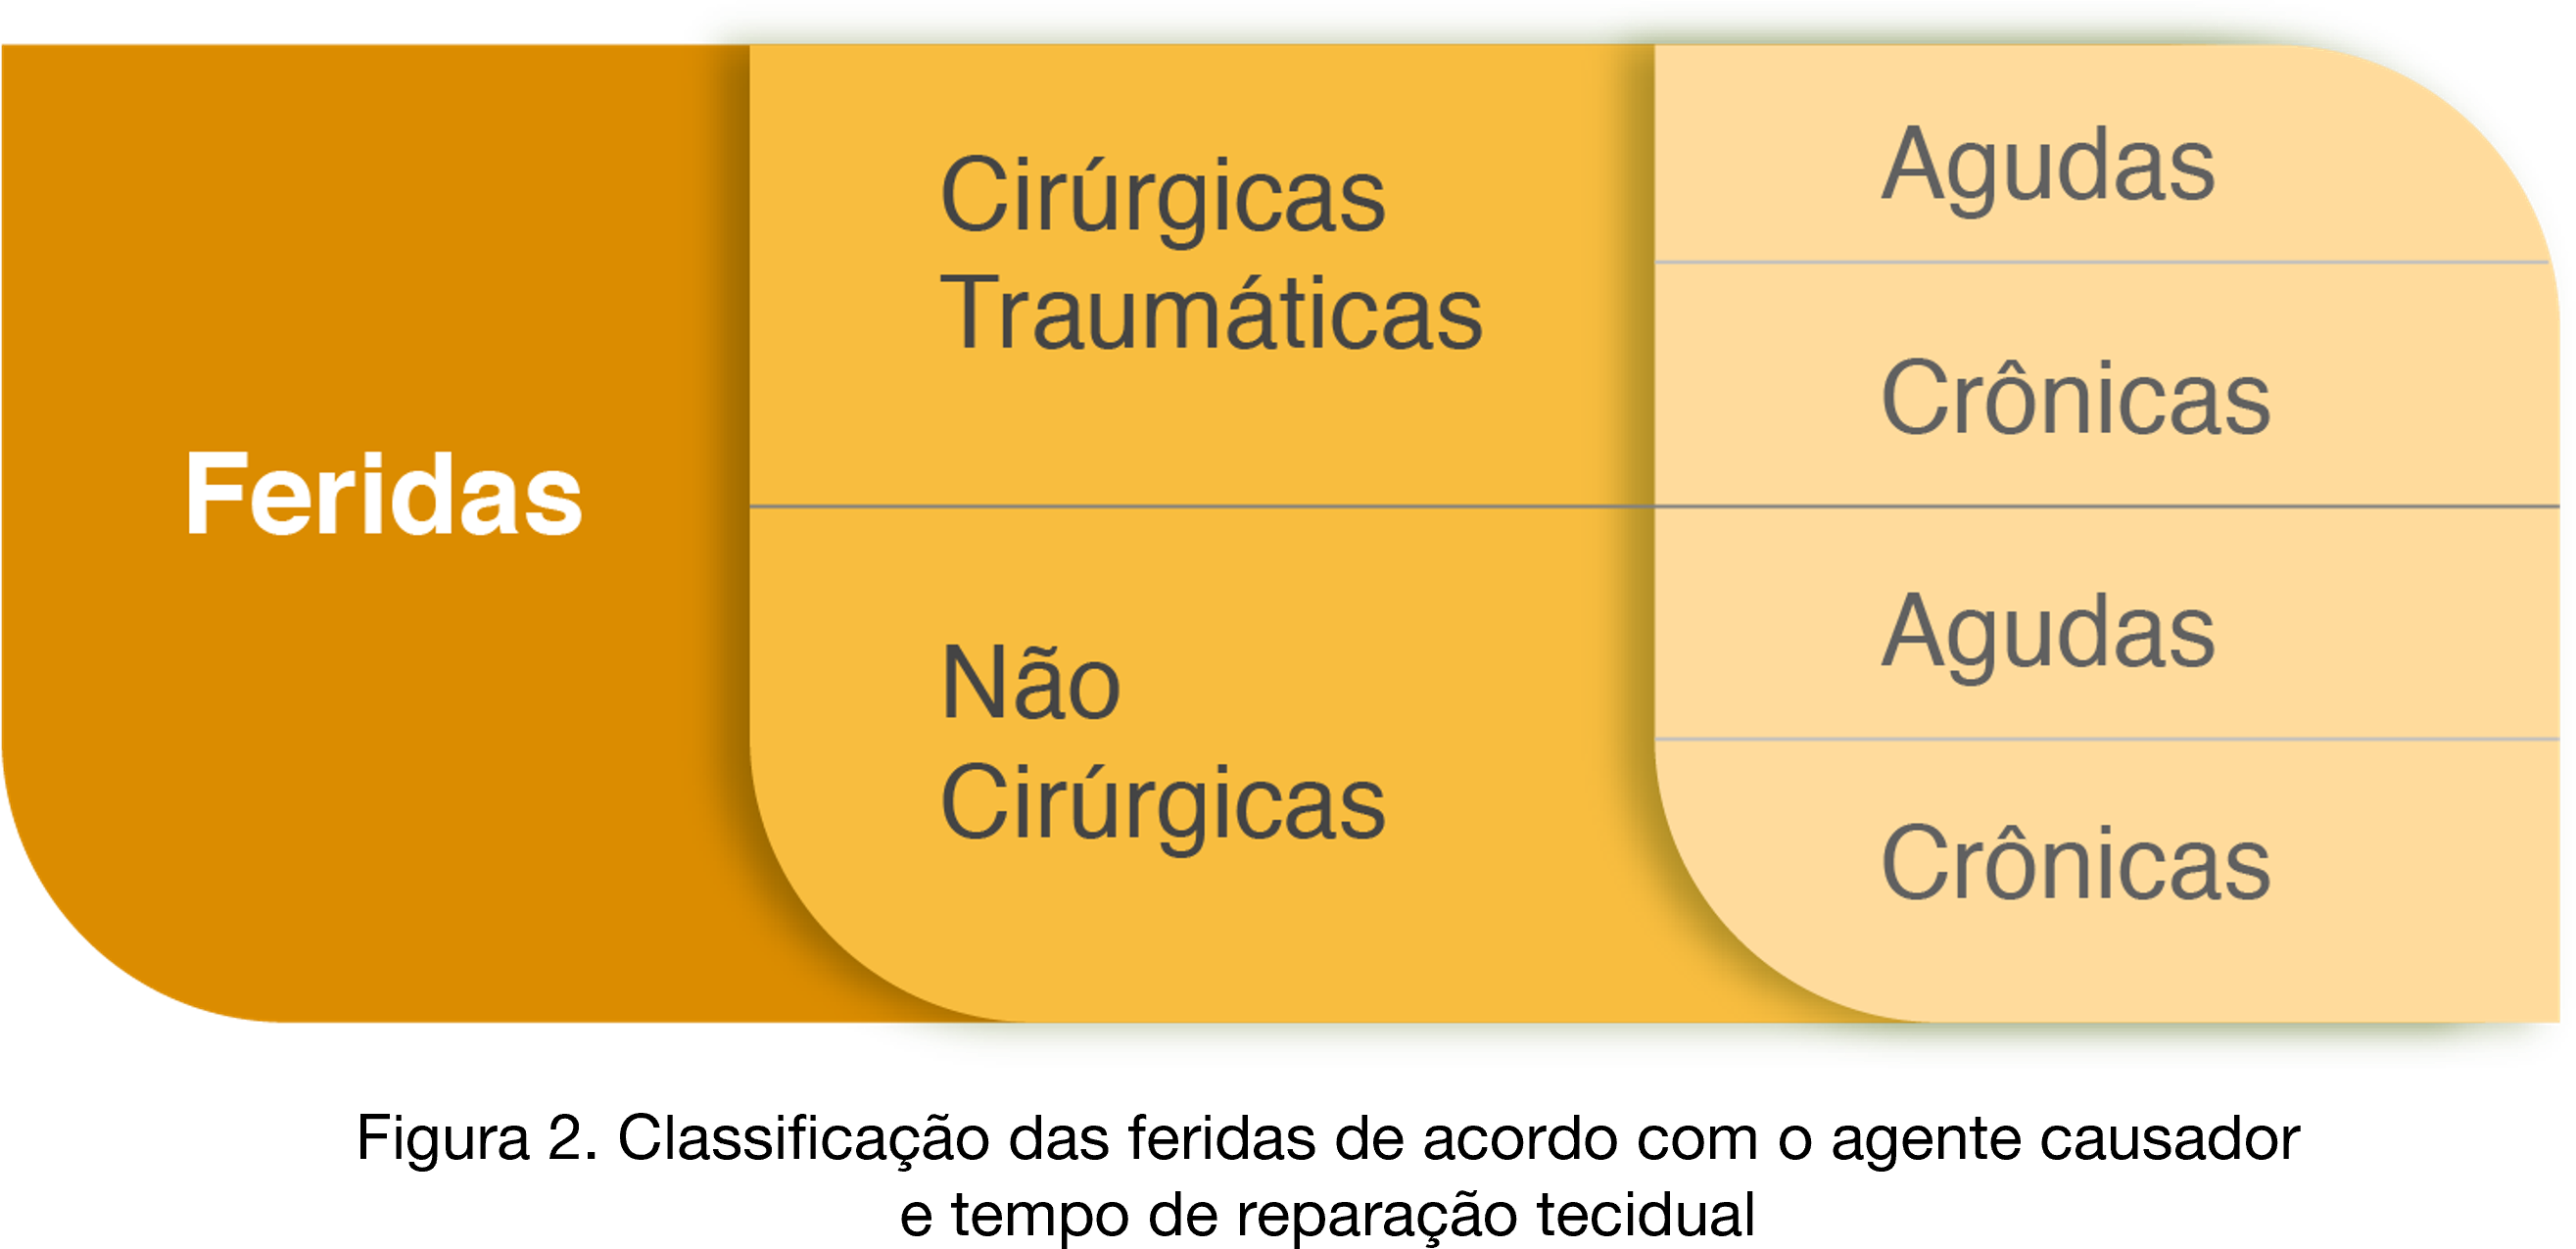 Feridas
Cirúrgicas
Traumáticas
Agudas
Crônicas
Não
Cirúrgicas
Agudas
Crônicas
Figura 2. Classificação das feridas de acordo com o agente causador
e tempo de reparação tecidual